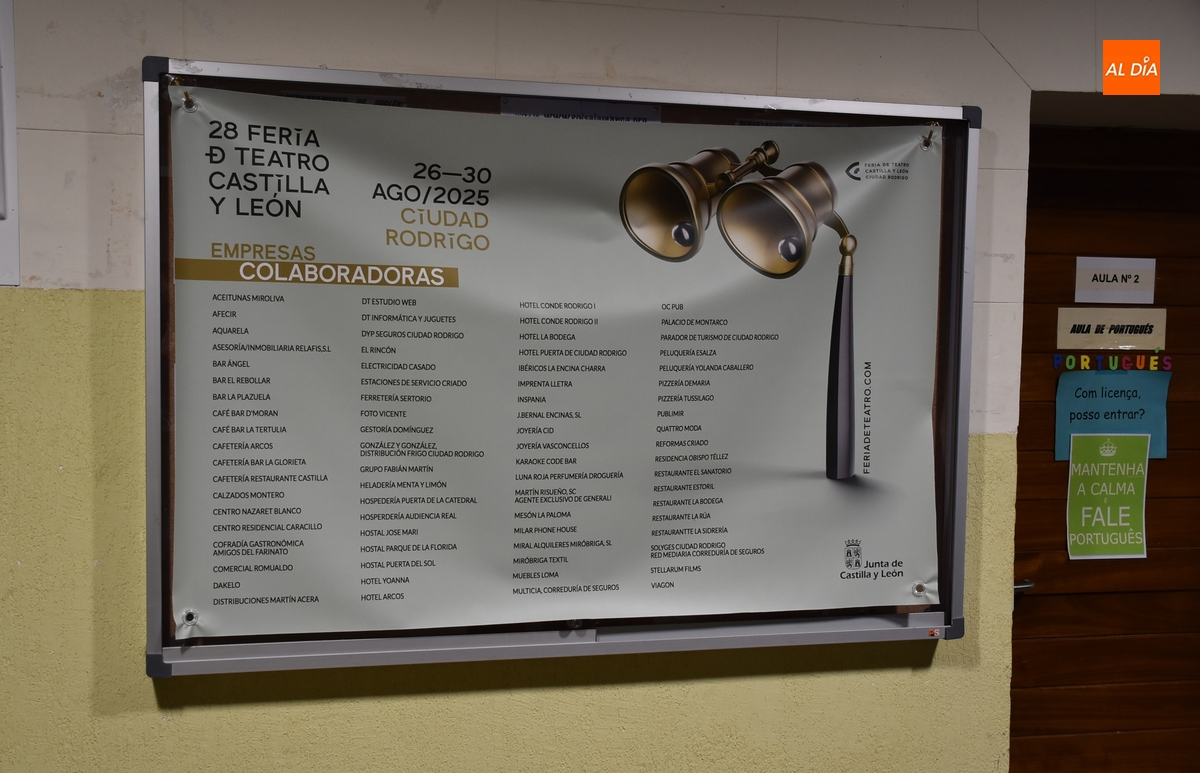 AL DÍA
28 FERIA
D TEATRO
CASTILLA
Y LEÓN
26—30
AGO/2025
CIUDAD
RODRIGO
FERIA DE TEATRO
CASTILLA Y LEÓN
CIUDAD RODRIGO
EMPRESAS
COLABORADORAS
ACEITUNAS MIROLIVA
AFECIR
AQUARELA
ASESORÍA/INMOBILIARIA RELAFIS,S.L
BAR ÁNGEL
BAR EL REBOLLAR
BAR LA PLAZUELA
CAFÉ BAR D'MORAN
CAFÉ BAR LA TERTULIA
CAFETERÍA ARCOS
CAFETERÍA BAR LA GLORIETA
CAFETERÍA RESTAURANTE CASTILLA
CALZADOS MONTERO
CENTRO NAZARET BLANCO
CENTRO RESIDENCIAL CARACILLO
COFRADÍA GASTRONÓMICA
AMIGOS DEL FARINATO
COMERCIAL ROMUALDO
DAKELO
DISTRIBUCIONES MARTÍN ACERA
DT ESTUDIO WEB
DT INFORMÁTICA Y JUGUETES
DYP SEGUROS CIUDAD RODRIGO
EL RINCÓN
ELECTRICIDAD CASADO
ESTACIONES DE SERVICIO CRIADO
FERRETERÍA SERTORIO
FOTO VICENTE
GESTORÍA DOMÍNGUEZ
GONZÁLEZ Y GONZÁLEZ,
DISTRIBUCIÓN FRIGO CIUDAD RODRIGO
GRUPO FABIÁN MARTÍN
HELADERÍA MENTA Y LIMÓN
HOSPEDERÍA PUERTA DE LA CATEDRAL
HOSPERDERÍA AUDIENCIA REAL
HOSTAL JOSE MARI
HOSTAL PARQUE DE LA FLORIDA
HOSTAL PUERTA DEL SOL
HOTEL YOANNA
HOTEL ARCOS
HOTEL CONDE RODRIGO I
HOTEL CONDE RODRIGO II
HOTEL LA BODEGA
HOTEL PUERTA DE CIUDAD RODRIGO
IBÉRICOS LA ENCINA CHARRA
IMPRENTA LLETRA
INSPANIA
J.BERNAL ENCINAS, SL
JOYERÍA CID
JOYERÍA VASCONCELLOS
KARAOKE CODE BAR
LUNA ROJA PERFUMERÍA DROGUERÍA
MARTÍN RISUEÑO, SC
AGENTE EXCLUSIVO DE GENERALI
MESÓN LA PALOMA
MILAR PHONE HOUSE
MIRAL ALQUILERES MIRÓBRIGA, SL
MIRÓBRIGA TEXTIL
MUEBLES LOMA
MULTICIA, CORREDURÍA DE SEGUROS
OC PUB
PALACIO DE MONTARCO
PARADOR DE TURISMO DE CIUDAD RODRIGO
PELUQUERÍA ESALZA
PELUQUERÍA YOLANDA CABALLERO
PIZZERÍA DEMARIA
PIZZERÍA TUSSILAGO
PUBLIMIR
QUATTRO MODA
REFORMAS CRIADO
RESIDENCIA OBISPO TÉLLEZ
RESTAURANTE EL SANATORIO
RESTAURANTE ESTORIL
RESTAURANTE LA BODEGA
RESTAURANTE LA RÚA
RESTAURANTTE LA SIDRERÍA
SOLYGES CIUDAD RODRIGO
RED MEDIARIA CORREDURÍA DE SEGUROS
STELLARUM FILMS
VIAGON
FERIADETEATRO.COM
Junta de
Castilla y León
AULA Nº 2
AULA DE PORTUGUÉS
PORTUGUÉS
Com licença,
posso entrar?
MANTENHA
A CALMA
E
FALE
PORTUGUÊS